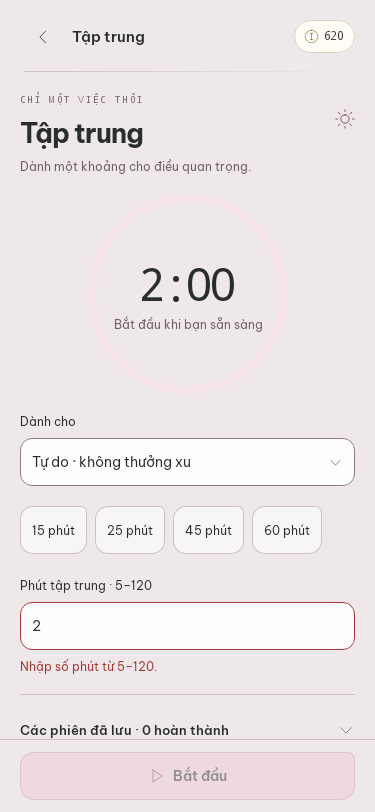 Tập trung
620
CHỈ MỘT VIỆC THÔI
Tập trung
Dành một khoảng cho điều quan trọng.
2:00
Bắt đầu khi bạn sẵn sàng
Dành cho
Tự do · không thưởng xu
15 phút 25 phút 45 phút 60 phút
Phút tập trung · 5–120
2
Nhập số phút từ 5–120.
Các phiên đã lưu · 0 hoàn thành
Bắt đầu